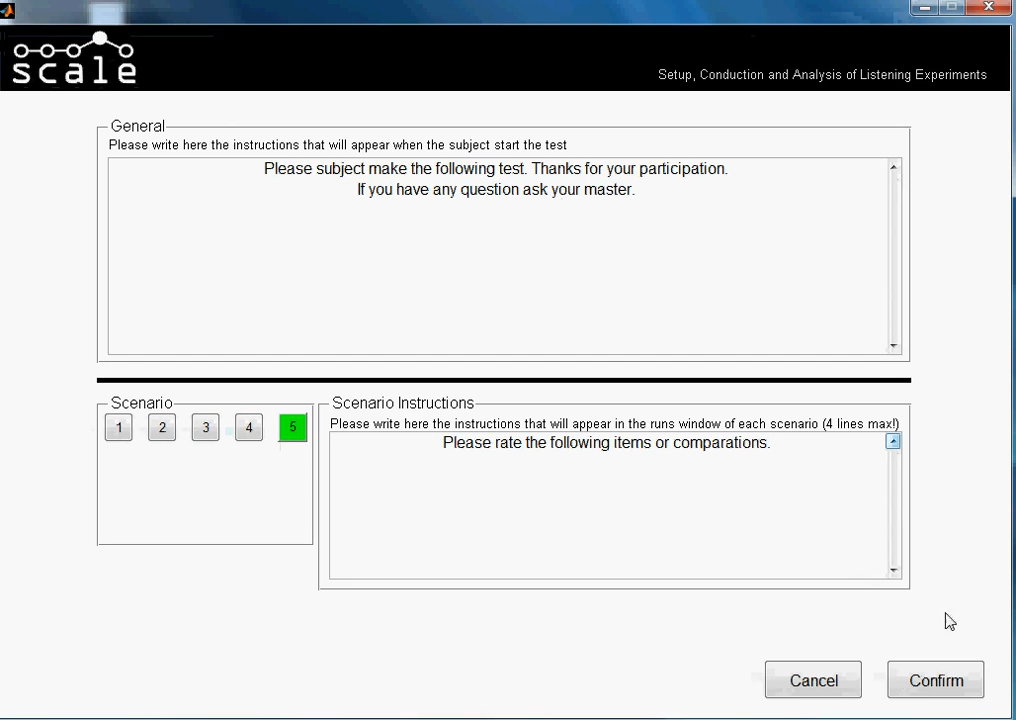 scale
Setup, Conduction and Analysis of Listening Experiments
General
Please write here the instructions that will appear when the subject start the test
Please subject make the following test. Thanks for your participation.
If you have any question ask your master.
Scenario
1 2 3 4 5
Scenario Instructions
Please write here the instructions that will appear in the runs window of each scenario (4 lines max!)
Please rate the following items or comparations.
Cancel Confirm